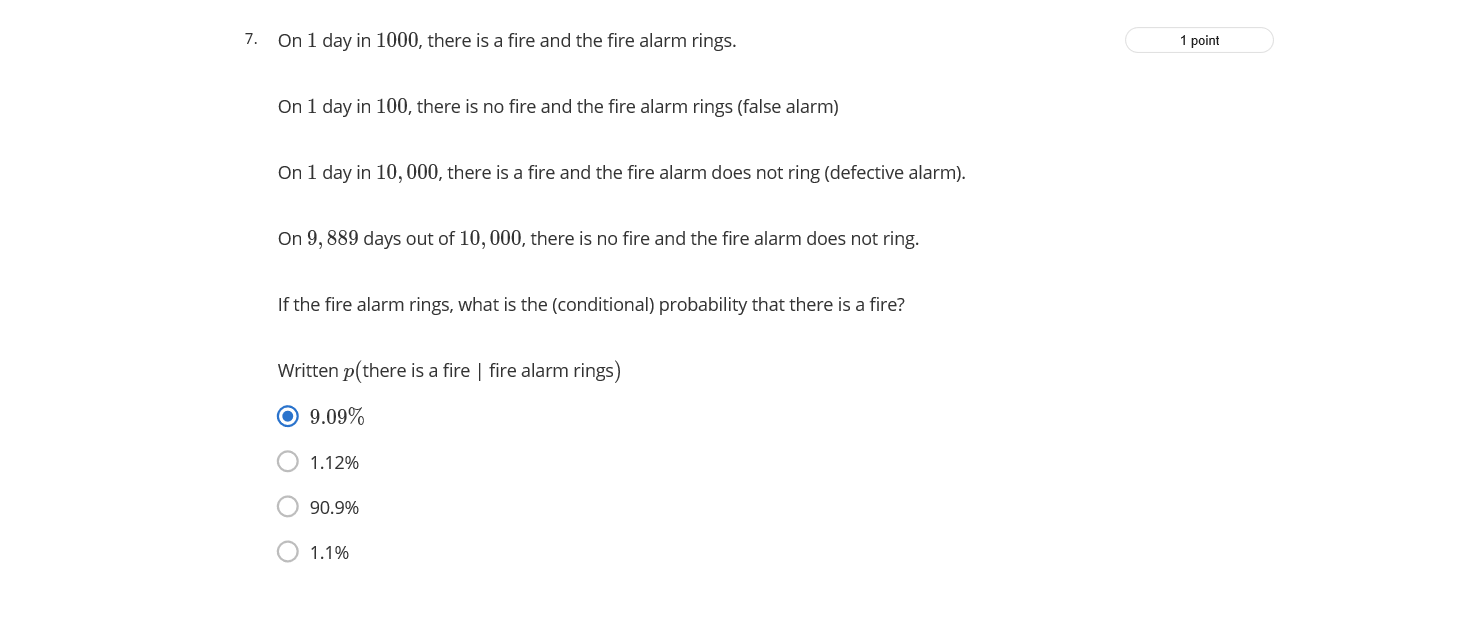 7. On 1 day in 1000, there is a fire and the fire alarm rings.
1 point
On 1 day in 100, there is no fire and the fire alarm rings (false alarm)
On 1 day in 10, 000, there is a fire and the fire alarm does not ring (defective alarm).
On 9, 889 days out of 10, 000, there is no fire and the fire alarm does not ring.
If the fire alarm rings, what is the (conditional) probability that there is a fire?
Written p(there is a fire | fire alarm rings)
9.09%
1.12%
90.9%
1.1%